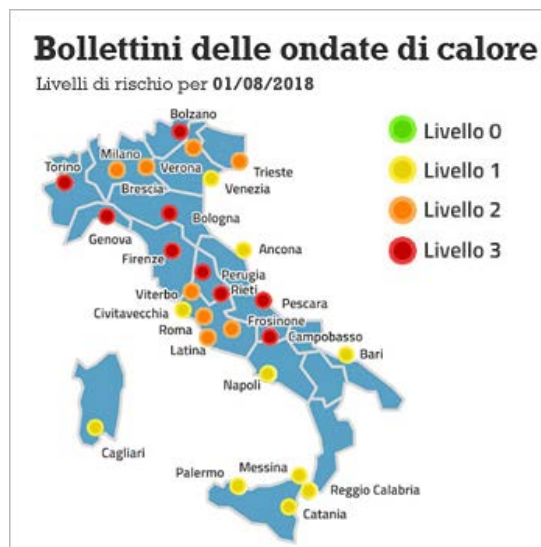 Bollettini delle ondate di calore
Livelli di rischio per 01/08/2018
Bolzano
Livello 0
Milano
Verona
Torino
Trieste
Livello 1
Brescia
Venezia
Livello 2
Bologna
Genova
Firenze
Ancona
Livello 3
Perugia
Viterbo
Rieti
Pescara
Civitavecchia
Frosinone
Roma
Campobasso
Latina
Bari
Napoli
Cagliari
Palermo
Messina
Reggio Calabria
Catania